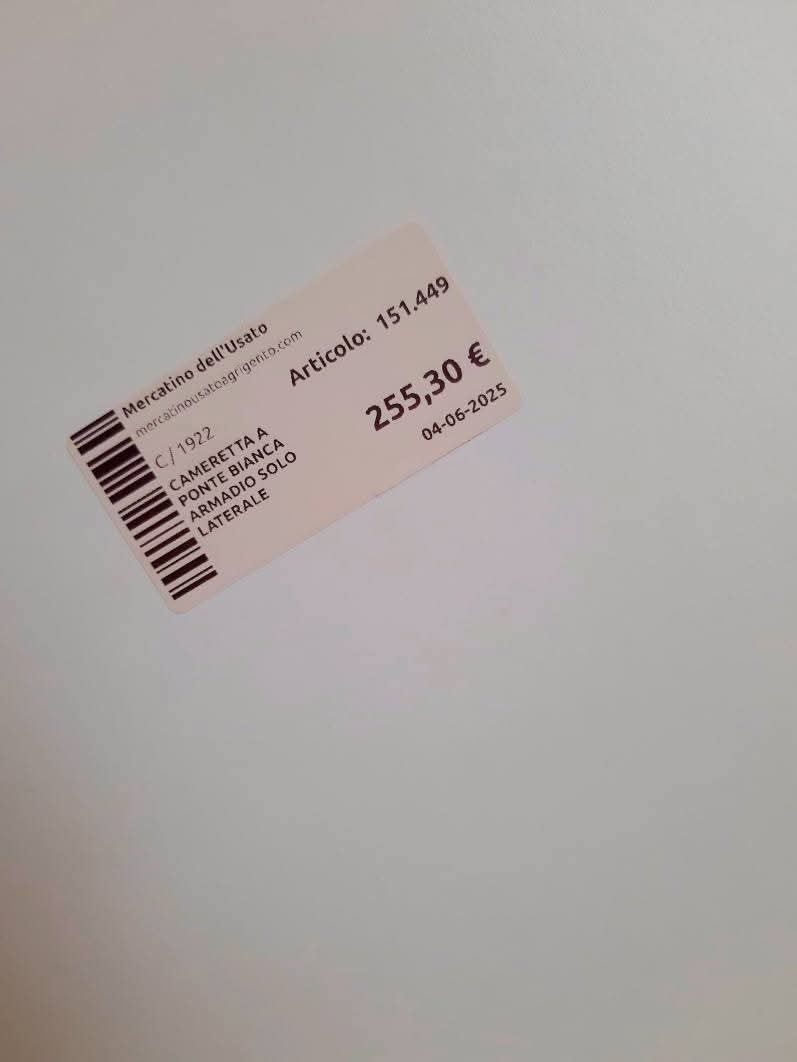 Mercatino dell'Usato
mercatinousatoagrigento.com
Articolo: 151.449
C/1922
CAMERETTA A
PONTE BIANCA
ARMADIO SOLO
LATERALE
255,30 €
04-06-2025